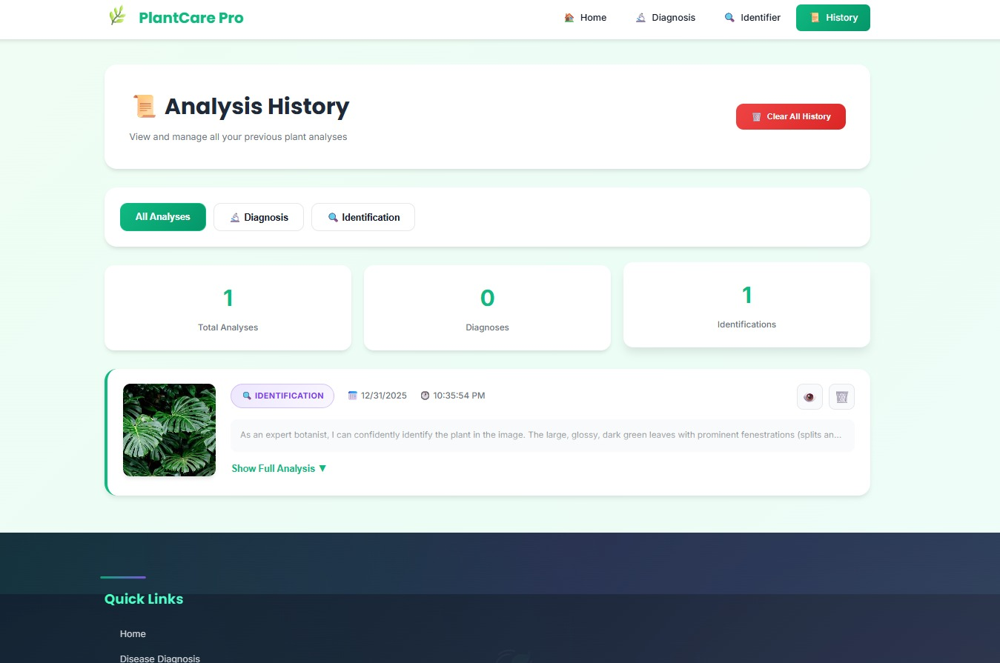 PlantCare Pro
Home Diagnosis Identifier History
Analysis History
View and manage all your previous plant analyses
Clear All History
All Analyses Diagnosis Identification
1 0 1
Total Analyses Diagnoses Identifications
IDENTIFICATION 12/31/2025 10:35:54 PM
As an expert botanist, I can confidently identify the plant in the image. The large, glossy, dark green leaves with prominent fenestrations (splits an...
Show Full Analysis ▼
Quick Links
Home
Disease Diagnosis